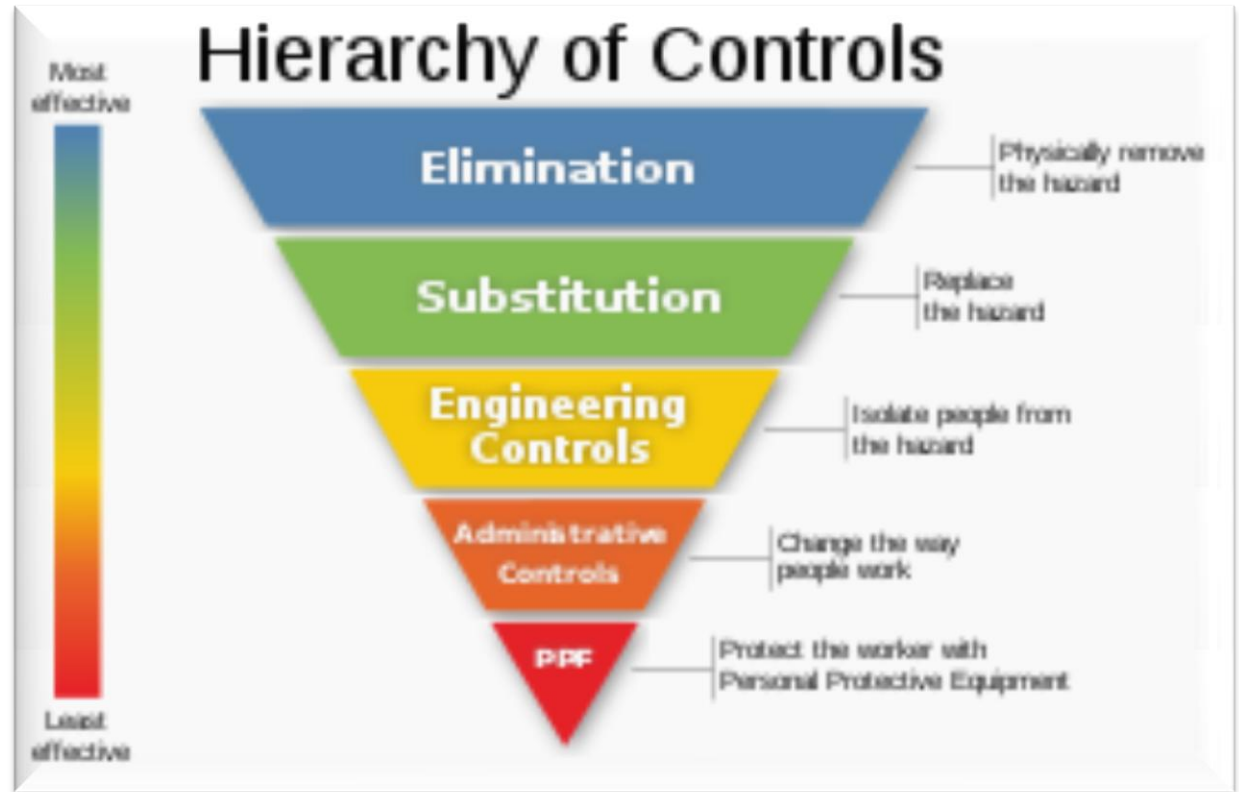 Hierarchy of Controls
Most
effective
Elimination
Physically remove
the hazard
Substitution
Replace
the hazard
Engineering
Controls
Isolate people from
the hazard
Administrative
Controls
Change the way
people work
PPE
Protect the worker with
Personal Protective Equipment
Least
effective